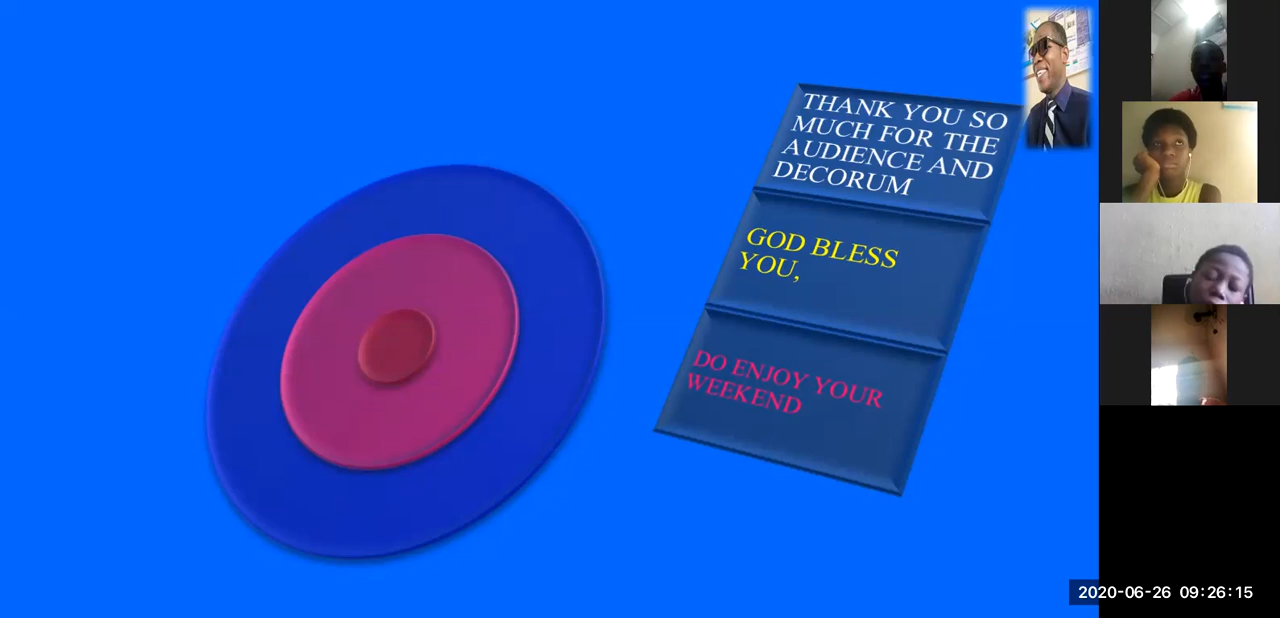 THANK YOU SO
MUCH FOR THE
AUDIENCE AND
DECORUM
GOD BLESS
YOU,
DO ENJOY YOUR
WEEKEND
2020-06-26 09:26:15